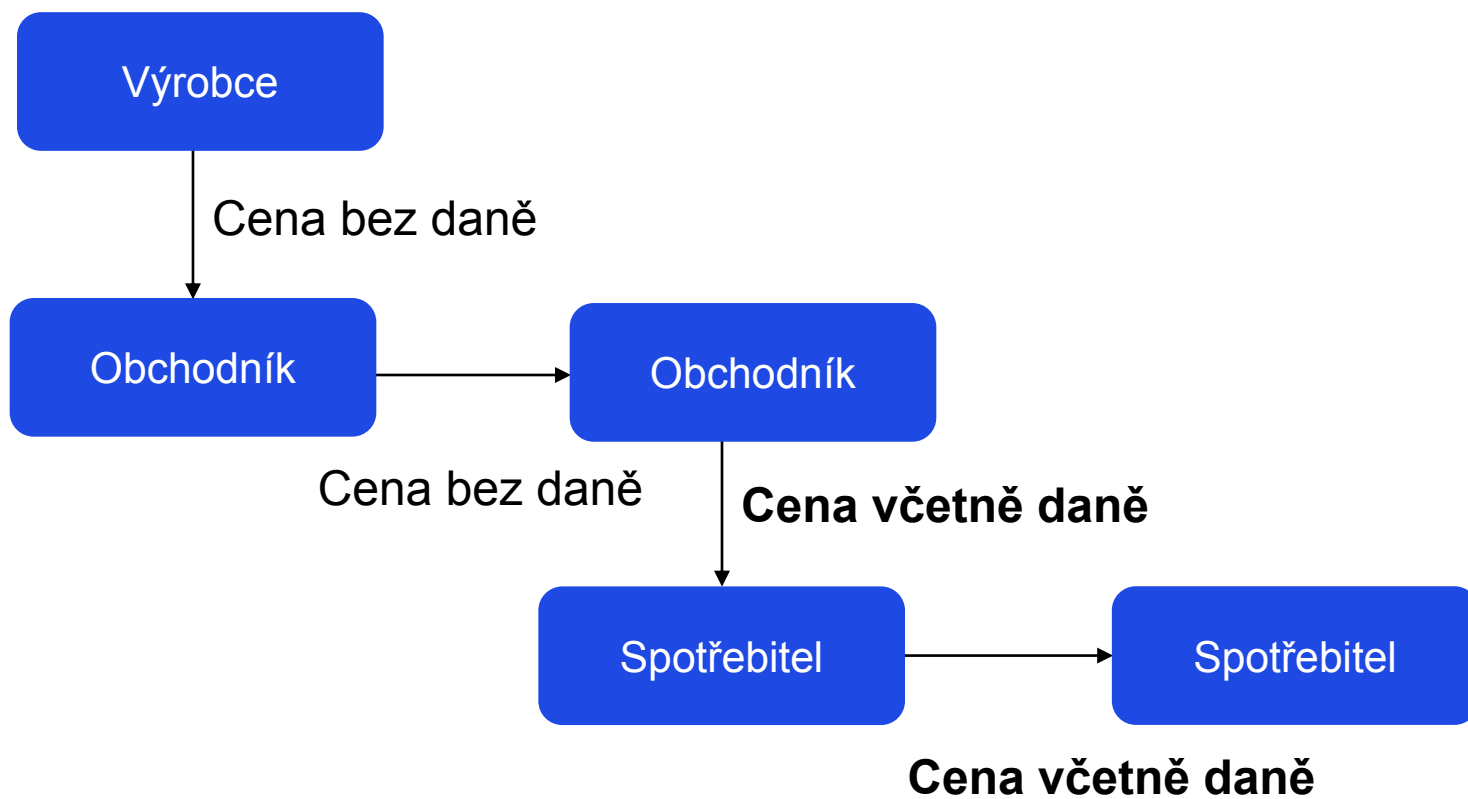 Výrobce
Cena bez daně
Obchodník
Obchodník
Cena bez daně
Cena včetně daně
Spotřebitel
Spotřebitel
Cena včetně daně